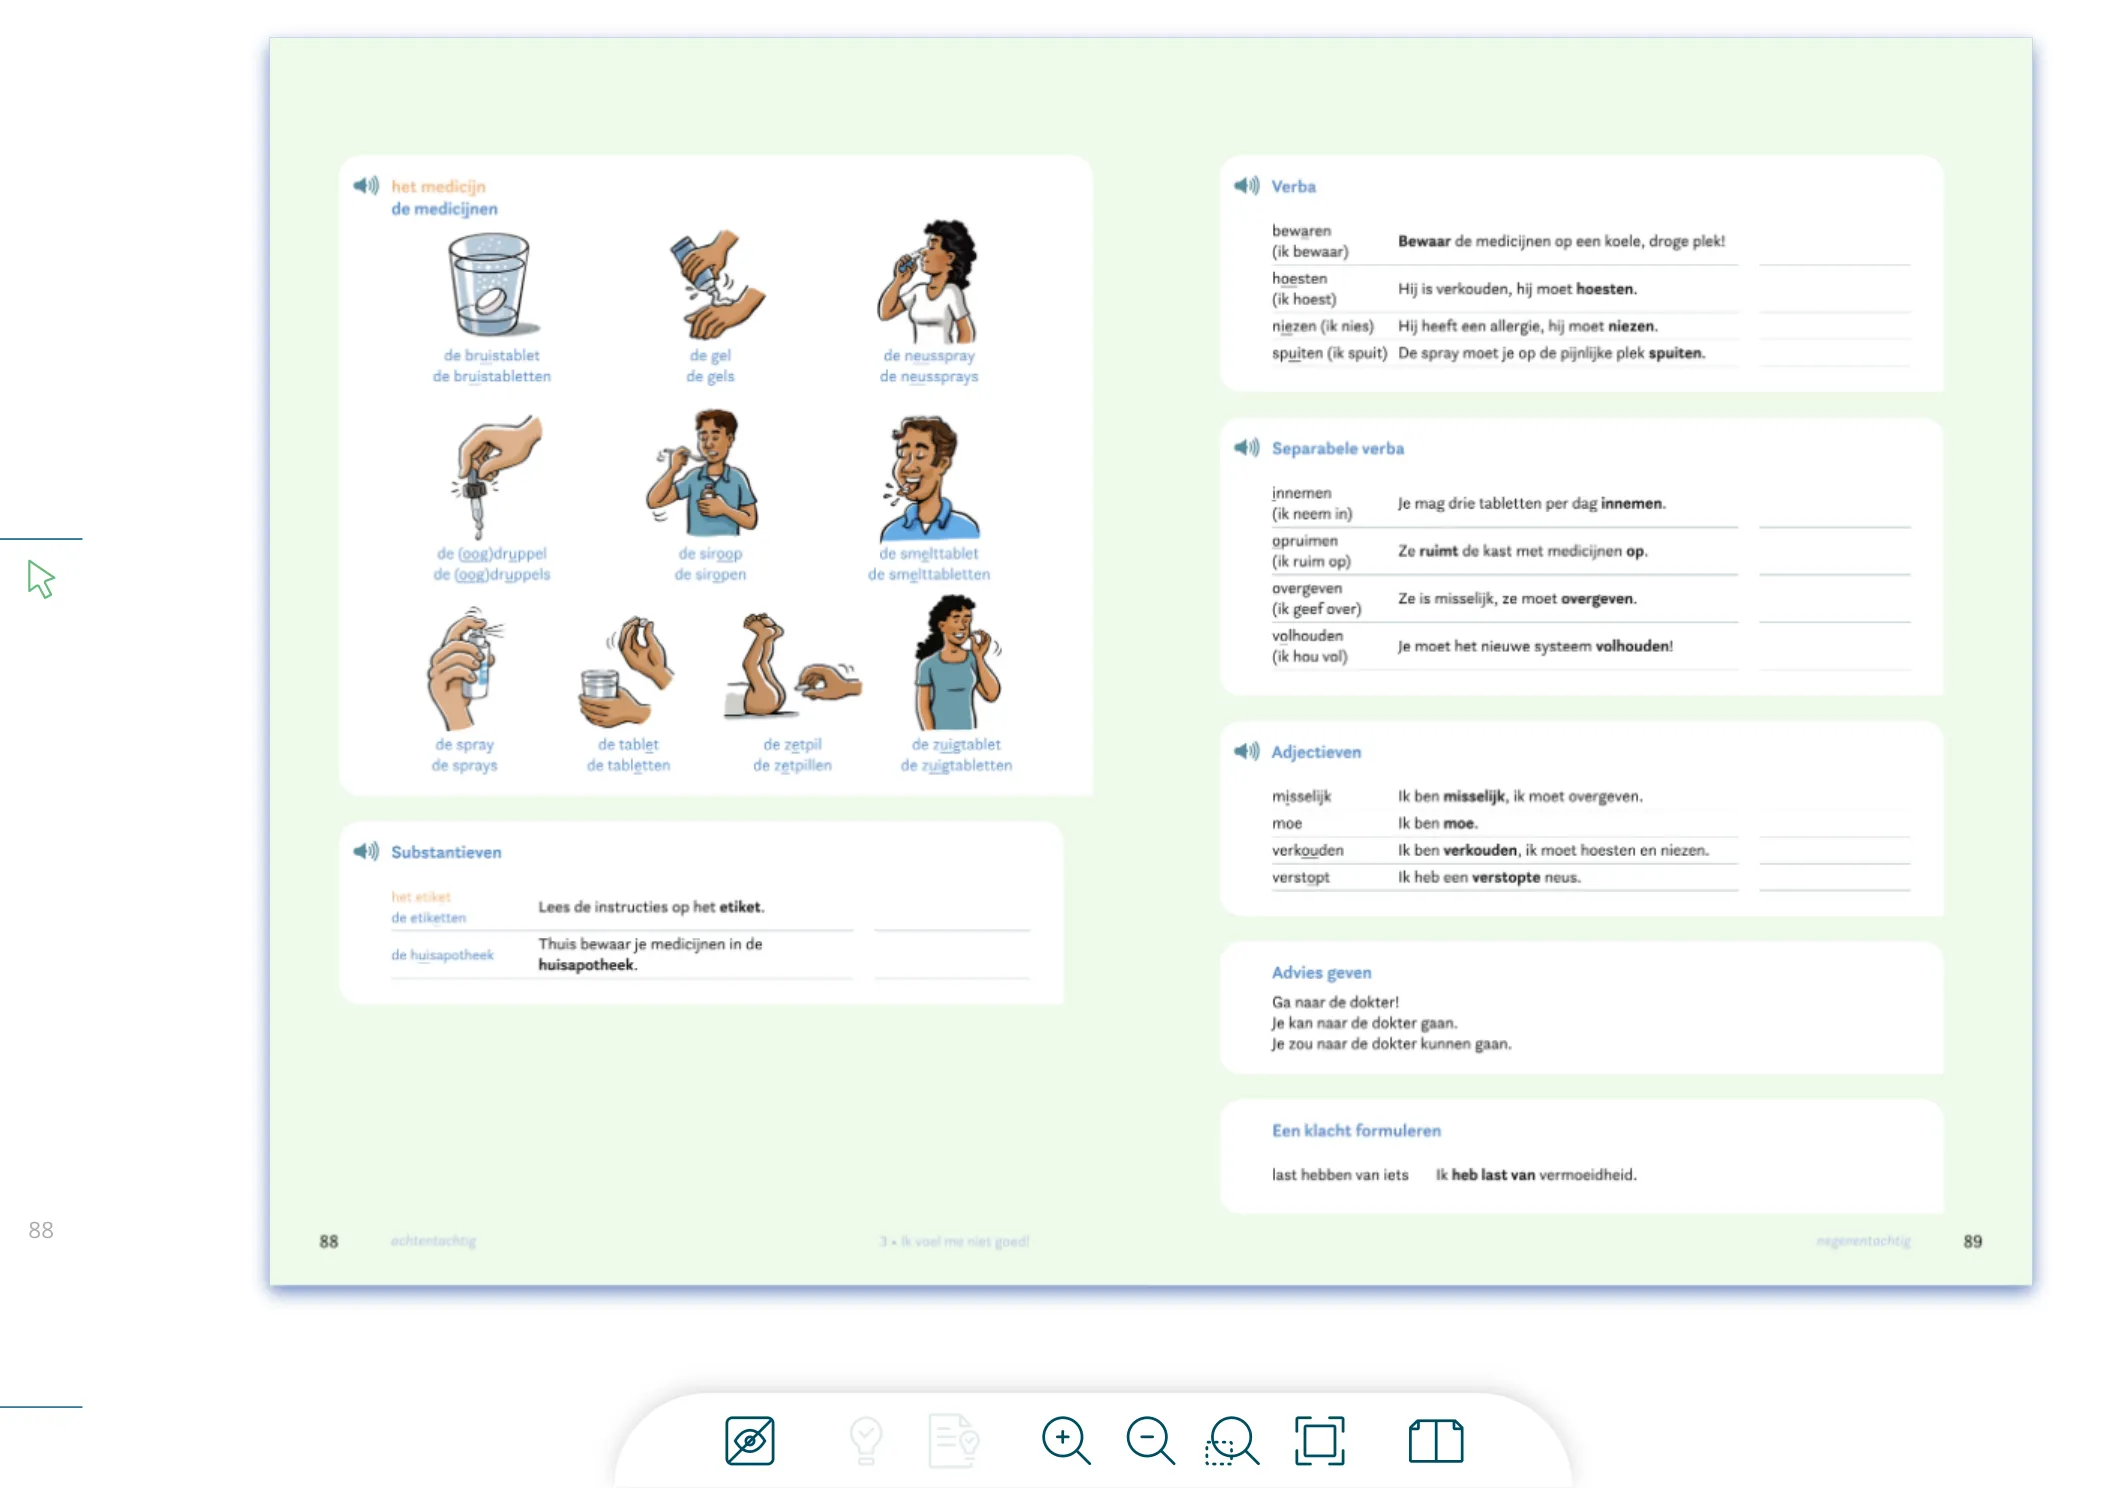 het medicijn
de medicijnen
de bruistablet
de bruistabletten
de gel
de gels
de neusspray
de neussprays
de (oog)druppel
de (oog)druppels
de siroop
de siropen
de smelttablet
de smelttabletten
de spray
de sprays
de tablet
de tabletten
de zetpil
de zetpillen
de zuigtablet
de zuigtabletten
Substantieven
het etiket
de etiketten
Lees de instructies op het etiket.
de huisapotheek
Thuis bewaar je medicijnen in de
huisapotheek.
88
achtentachtig
3 • Ik voel me niet goed!
Verba
bewaren
(ik bewaar)
Bewaar de medicijnen op een koele, droge plek!
hoesten
(ik hoest)
Hij is verkouden, hij moet hoesten.
niezen (ik nies) Hij heeft een allergie, hij moet niezen.
spuiten (ik spuit) De spray moet je op de pijnlijke plek spuiten.
Separabele verba
innemen
(ik neem in)
Je mag drie tabletten per dag innemen.
opruimen
(ik ruim op)
Ze ruimt de kast met medicijnen op.
overgeven
(ik geef over)
Ze is misselijk, ze moet overgeven.
volhouden
(ik hou vol)
Je moet het nieuwe systeem volhouden!
Adjectieven
misselijk Ik ben misselijk, ik moet overgeven.
moe Ik ben moe.
verkouden Ik ben verkouden, ik moet hoesten en niezen.
verstopt Ik heb een verstopte neus.
Advies geven
Ga naar de dokter!
Je kan naar de dokter gaan.
Je zou naar de dokter kunnen gaan.
Een klacht formuleren
last hebben van iets Ik heb last van vermoeidheid.
negenentachtig
89
88